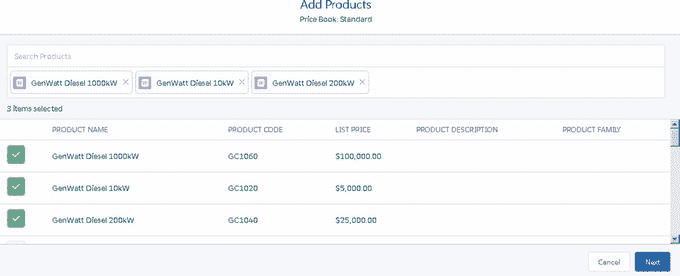 Add Products
Price Book: Standard
Search Products
GenWatt Diesel 1000kW GenWatt Diesel 10kW GenWatt Diesel 200kW
3 items selected
PRODUCT NAME PRODUCT CODE LIST PRICE PRODUCT DESCRIPTION PRODUCT FAMILY
GenWatt Diesel 1000kW GC1060 $100,000.00
GenWatt Diesel 10kW GC1020 $5,000.00
GenWatt Diesel 200kW GC1040 $25,000.00
Cancel Next